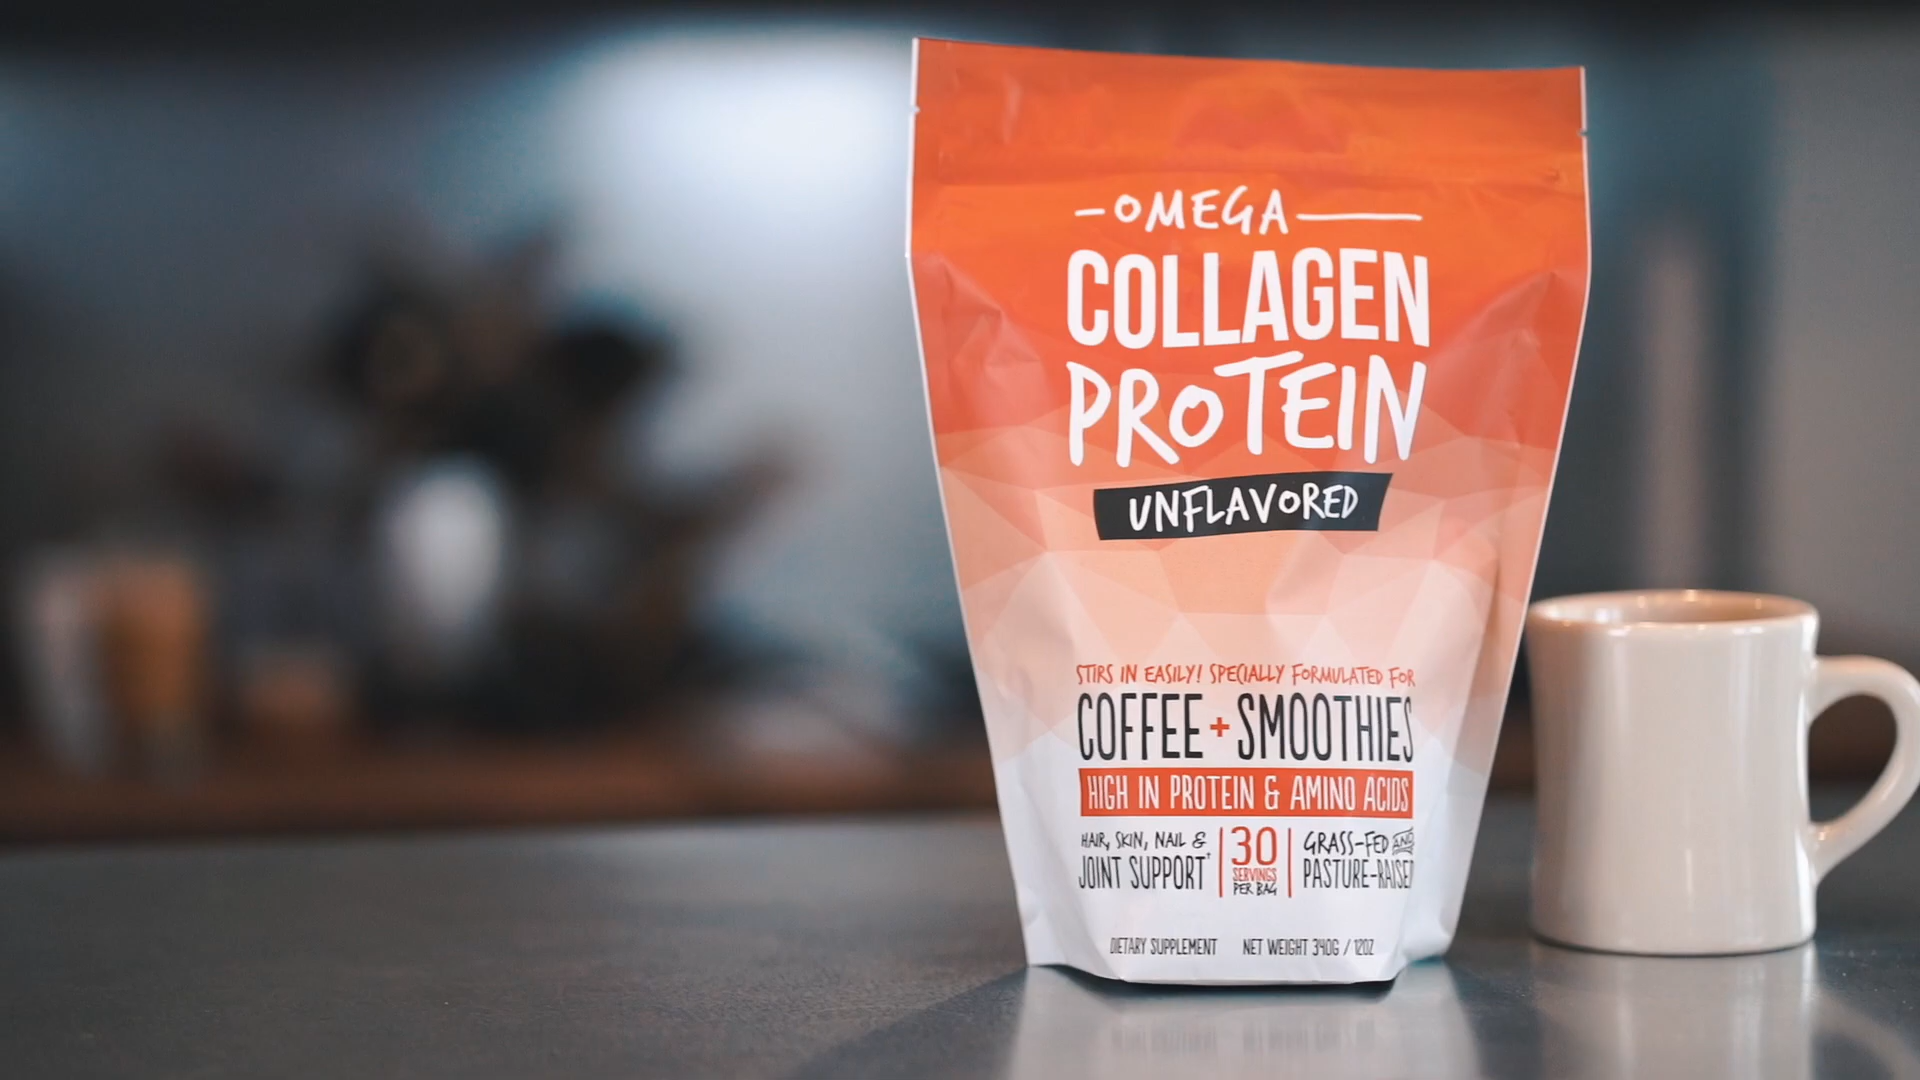 OMEGA
COLLAGEN
PROTEIN
UNFLAVORED
STIRS IN EASILY! SPECIALLY FORMULATED FOR
COFFEE + SMOOTHIES
HIGH IN PROTEIN & AMINO ACIDS
HAIR, SKIN, NAIL &
JOINT SUPPORT†
30
SERVINGS
PER BAG
GRASS-FED AND
PASTURE-RAISED
DIETARY SUPPLEMENT NET WEIGHT 340G / 12OZ